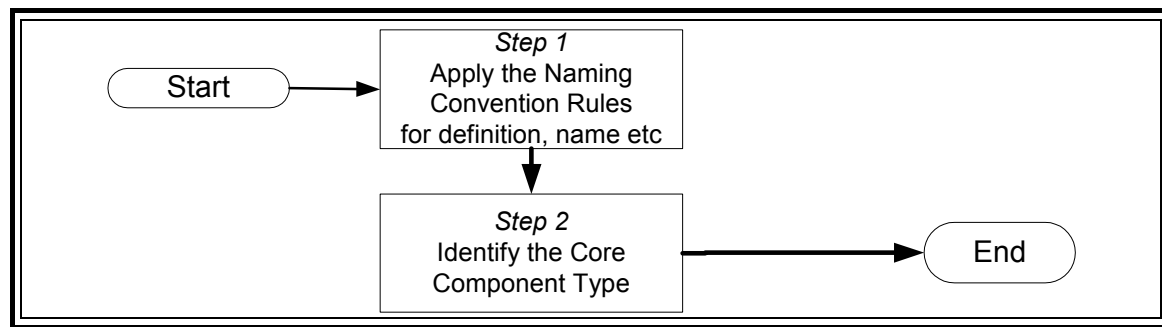 Start
Step 1
Apply the Naming
Convention Rules
for definition, name etc
Step 2
Identify the Core
Component Type
End